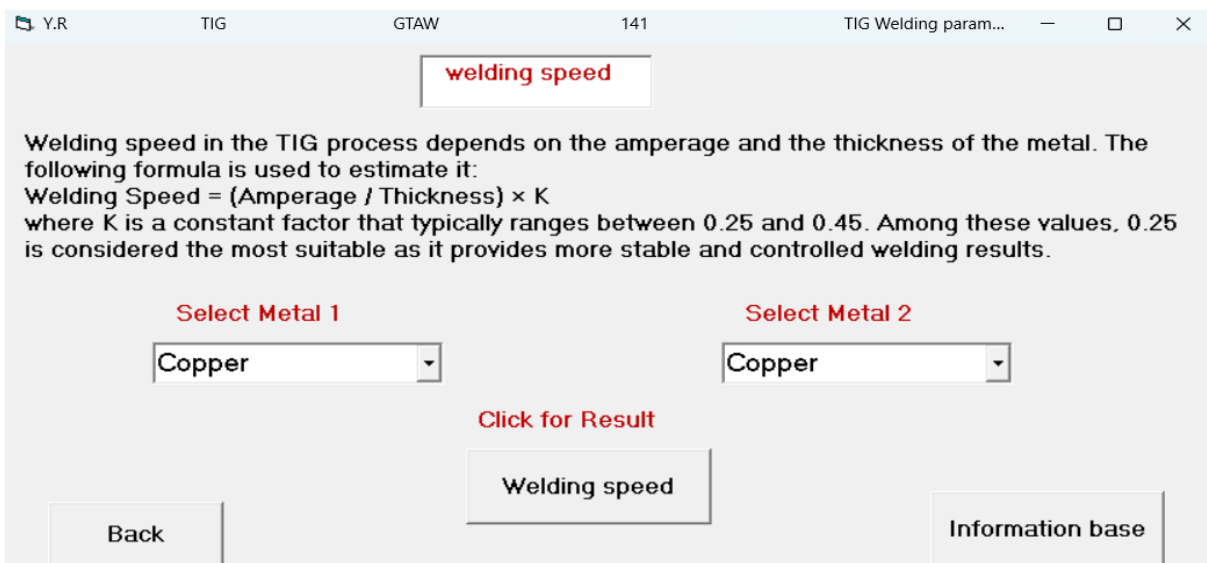 Y.R TIG GTAW 141 TIG Welding param...
welding speed
Welding speed in the TIG process depends on the amperage and the thickness of the metal. The
following formula is used to estimate it:
Welding Speed = (Amperage / Thickness) × K
where K is a constant factor that typically ranges between 0.25 and 0.45. Among these values, 0.25
is considered the most suitable as it provides more stable and controlled welding results.
Select Metal 1 Select Metal 2
Copper Copper
Click for Result
Welding speed
Back Information base